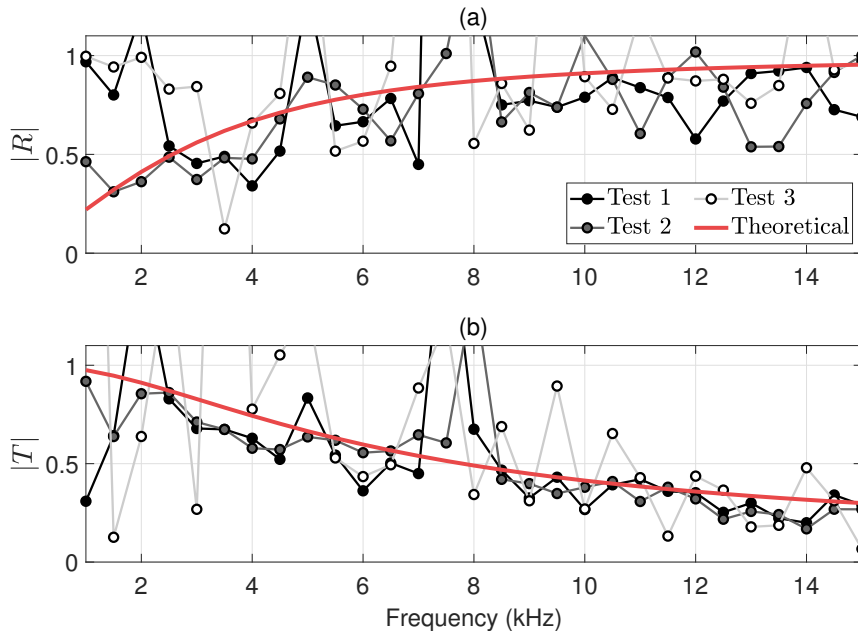 (a)
1
0.5
0
|R|
Test 1 Test 3
Test 2 Theoretical
2 4 6 8 10 12 14
(b)
1
0.5
0
|T|
2 4 6 8 10 12 14
Frequency (kHz)